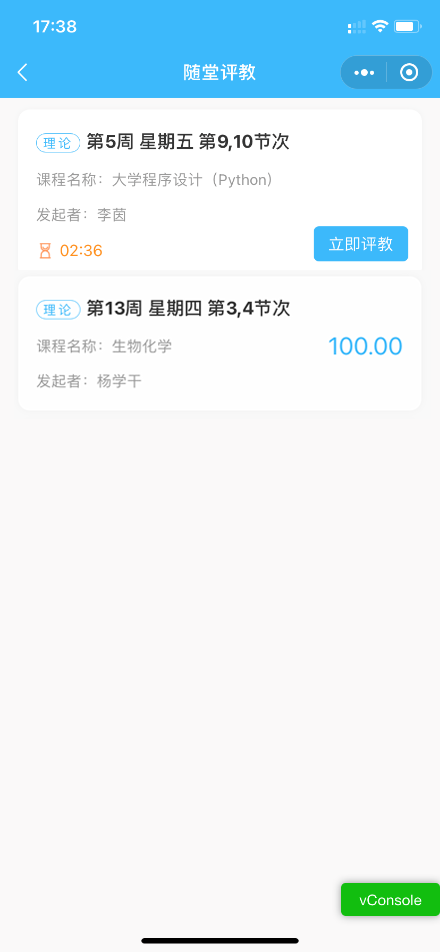 17:38
随堂评教
理论 第5周 星期五 第9,10节次
课程名称：大学程序设计（Python）
发起者：李茵
02:36
立即评教
理论 第13周 星期四 第3,4节次
课程名称：生物化学
100.00
发起者：杨学干
vConsole